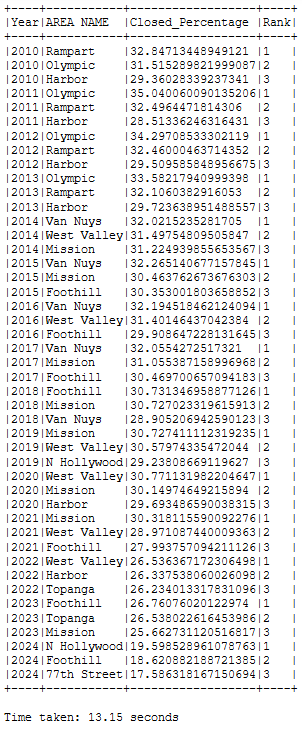 +----+-----------+------------------+----+
|Year|AREA NAME  |Closed_Percentage |Rank|
+----+-----------+------------------+----+
|2010|Rampart    |32.84713448949121 |1   |
|2010|Olympic    |31.515289821999087|2   |
|2010|Harbor     |29.36028339237341 |3   |
|2011|Olympic    |35.040060090135206|1   |
|2011|Rampart    |32.4964471814306  |2   |
|2011|Harbor     |28.51336246316431 |3   |
|2012|Olympic    |34.29708533302119 |1   |
|2012|Rampart    |32.46000463714352 |2   |
|2012|Harbor     |29.509585848956675|3   |
|2013|Olympic    |33.58217940999398 |1   |
|2013|Rampart    |32.1060382916053  |2   |
|2013|Harbor     |29.723638951488557|3   |
|2014|Van Nuys   |32.0215235281705  |1   |
|2014|West Valley|31.49754809505847 |2   |
|2014|Mission    |31.224939855653567|3   |
|2015|Van Nuys   |32.265140677157845|1   |
|2015|Mission    |30.463762673676303|2   |
|2015|Foothill   |30.353001803658852|3   |
|2016|Van Nuys   |32.194518462124094|1   |
|2016|West Valley|31.40146437042384 |2   |
|2016|Foothill   |29.908647228131645|3   |
|2017|Van Nuys   |32.0554272517321  |1   |
|2017|Mission    |31.055387158996968|2   |
|2017|Foothill   |30.469700657094183|3   |
|2018|Foothill   |30.731346958877126|1   |
|2018|Mission    |30.727023319615913|2   |
|2018|Van Nuys   |28.905206942590123|3   |
|2019|Mission    |30.727411112319235|1   |
|2019|West Valley|30.57974335472044 |2   |
|2019|N Hollywood|29.23808669119627 |3   |
|2020|West Valley|30.771131982204647|1   |
|2020|Mission    |30.14974649215894 |2   |
|2020|Harbor     |29.693486590038315|3   |
|2021|Mission    |30.318115590092276|1   |
|2021|West Valley|28.971087440009363|2   |
|2021|Foothill   |27.993757094211126|3   |
|2022|West Valley|26.536367172306498|1   |
|2022|Harbor     |26.337538060026098|2   |
|2022|Topanga    |26.234013317831096|3   |
|2023|Foothill   |26.76076020122974 |1   |
|2023|Topanga    |26.538022616453986|2   |
|2023|Mission    |25.662731120516817|3   |
|2024|N Hollywood|19.598528961078763|1   |
|2024|Foothill   |18.620882188721385|2   |
|2024|77th Street|17.586318167150694|3   |
+----+-----------+------------------+----+
Time taken: 13.15 seconds